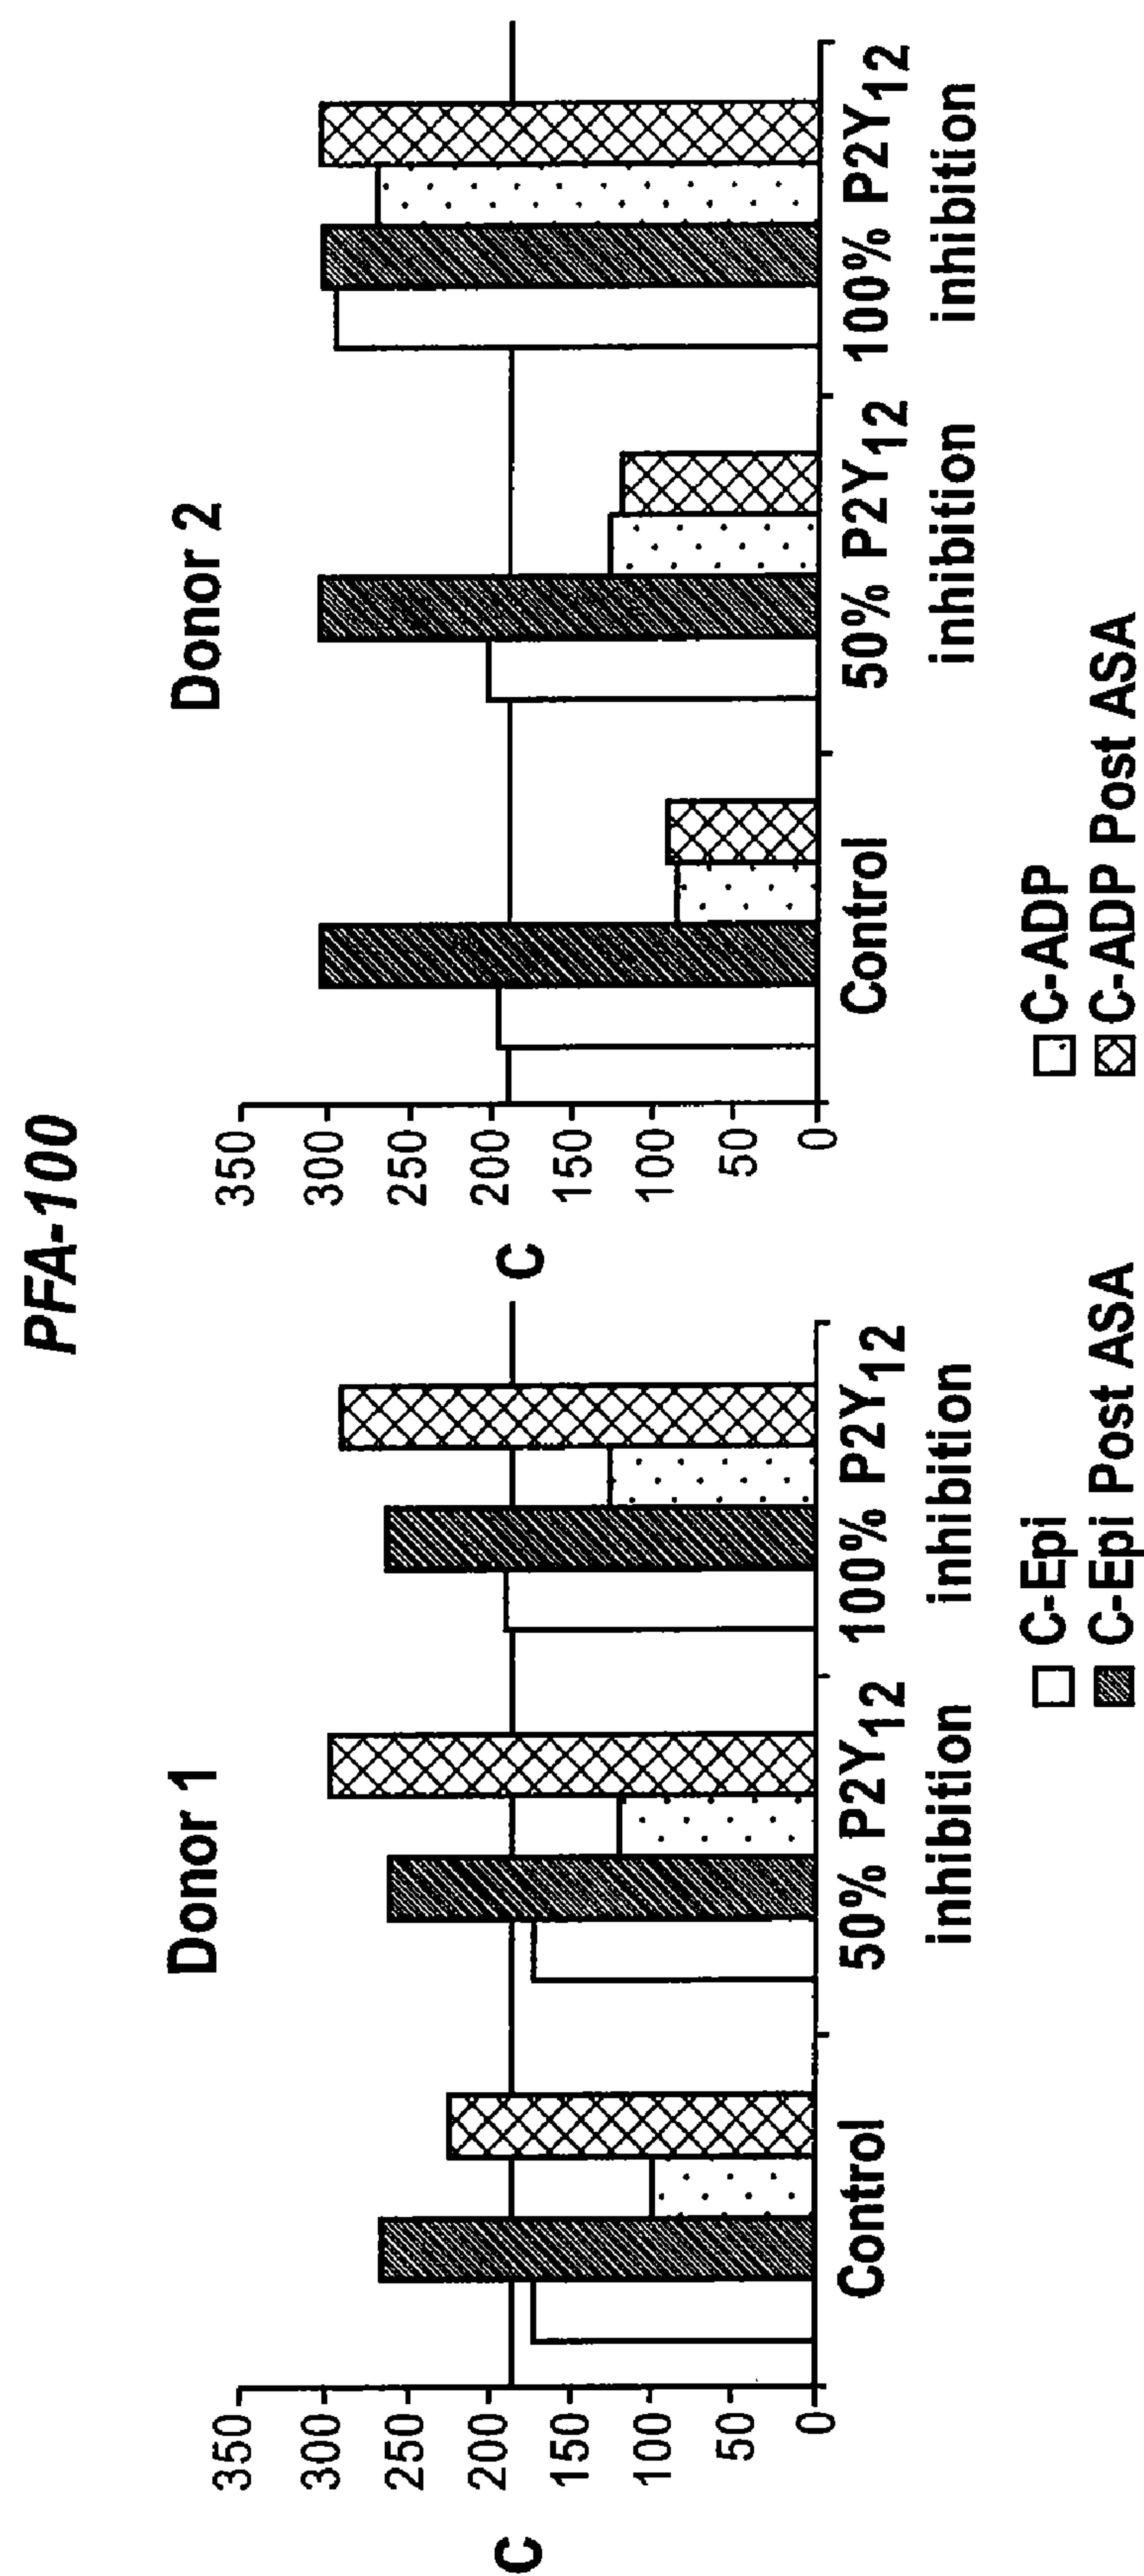 PFA-100
Donor 1
C
350
300
250
200
150
100
50
0
Control
50% P2Y12
inhibition
100% P2Y12
inhibition
Donor 2
C
350
300
250
200
150
100
50
0
Control
50% P2Y12
inhibition
100% P2Y12
inhibition
C-Epi
C-Epi Post ASA
C-ADP
C-ADP Post ASA